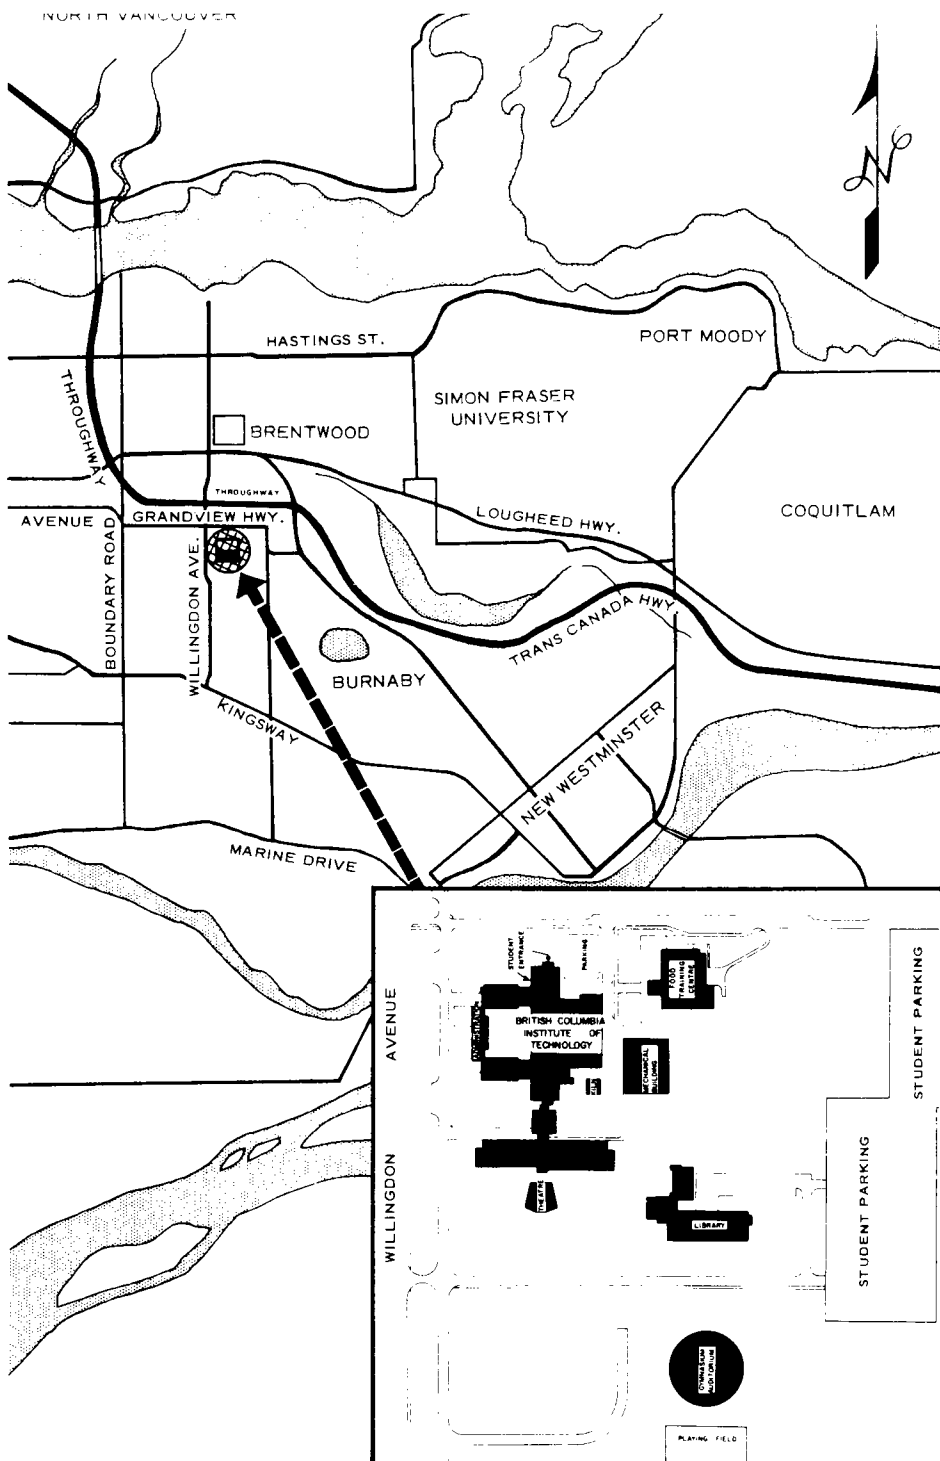 NORTH VANCOUVER
N
HASTINGS ST.
PORT MOODY
THROUGHWAY
SIMON FRASER
UNIVERSITY
BRENTWOOD
THROUGHWAY
AVENUE
GRANDVIEW HWY.
LOUGHEED HWY.
COQUITLAM
BOUNDARY ROAD
WILLINGDON AVE.
TRANS CANADA HWY.
BURNABY
KINGSWAY
NEW WESTMINSTER
MARINE DRIVE
WILLINGDON AVENUE
STUDENT
ENTRANCE
PARKING
FOOD
TRAINING
CENTRE
STUDENT PARKING
BRITISH COLUMBIA
INSTITUTE OF
TECHNOLOGY
MECHANICAL
BUILDING
STUDENT PARKING
THEATRE
LIBRARY
GYMNASIUM
AUDITORIUM
PLAYING FIELD